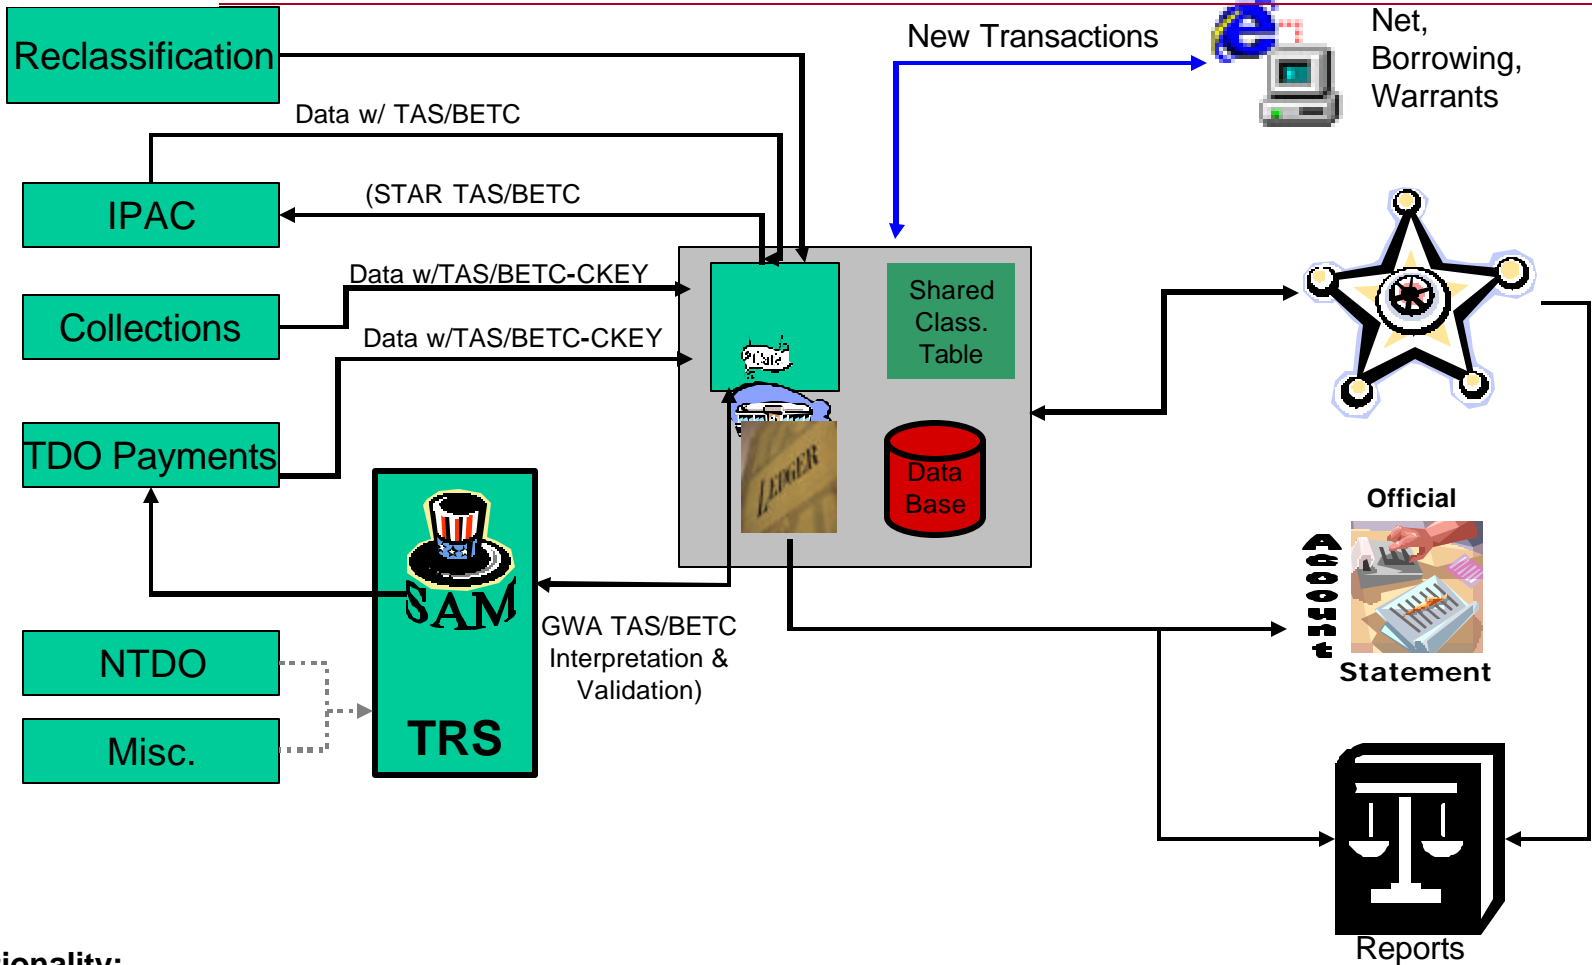 Reclassification
New Transactions
Net,
Borrowing,
Warrants
Data w/ TAS/BETC
IPAC
(STAR TAS/BETC
Data w/TAS/BETC-CKEY
Collections
Data w/TAS/BETC-CKEY
Shared
Class.
Table
TDO Payments
LEDGER
Data
Base
SAM
TRS
GWA TAS/BETC
Interpretation &
Validation)
NTDO
Misc.
Official
Account
Statement
Reports